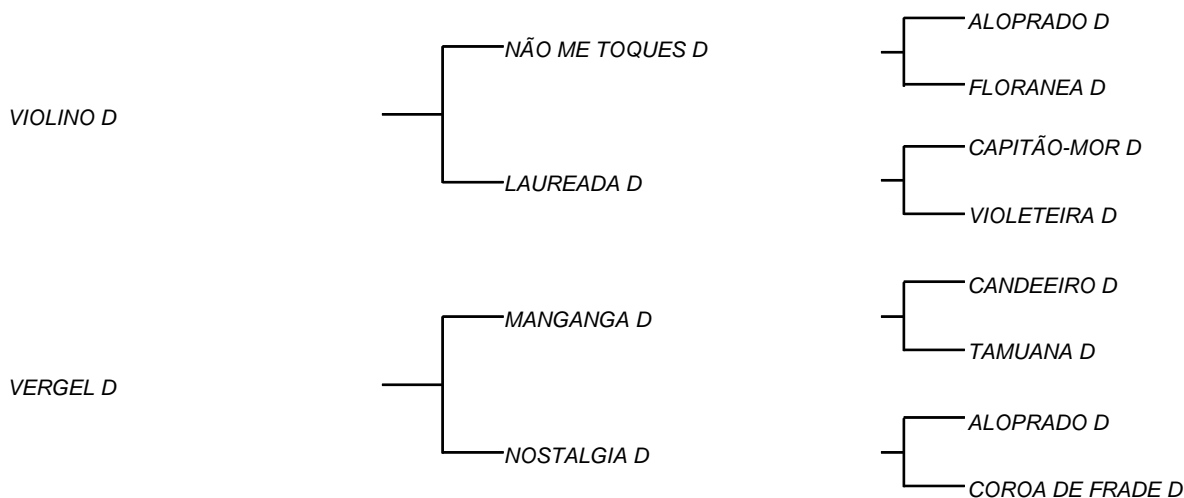 ALOPRADO D
NÃO ME TOQUES D
FLORANEA D
VIOLINO D
CAPITÃO-MOR D
LAUREADA D
VIOLETEIRA D
CANDEEIRO D
MANGANGA D
TAMUANA D
VERGEL D
ALOPRADO D
NOSTALGIA D
COROA DE FRADE D